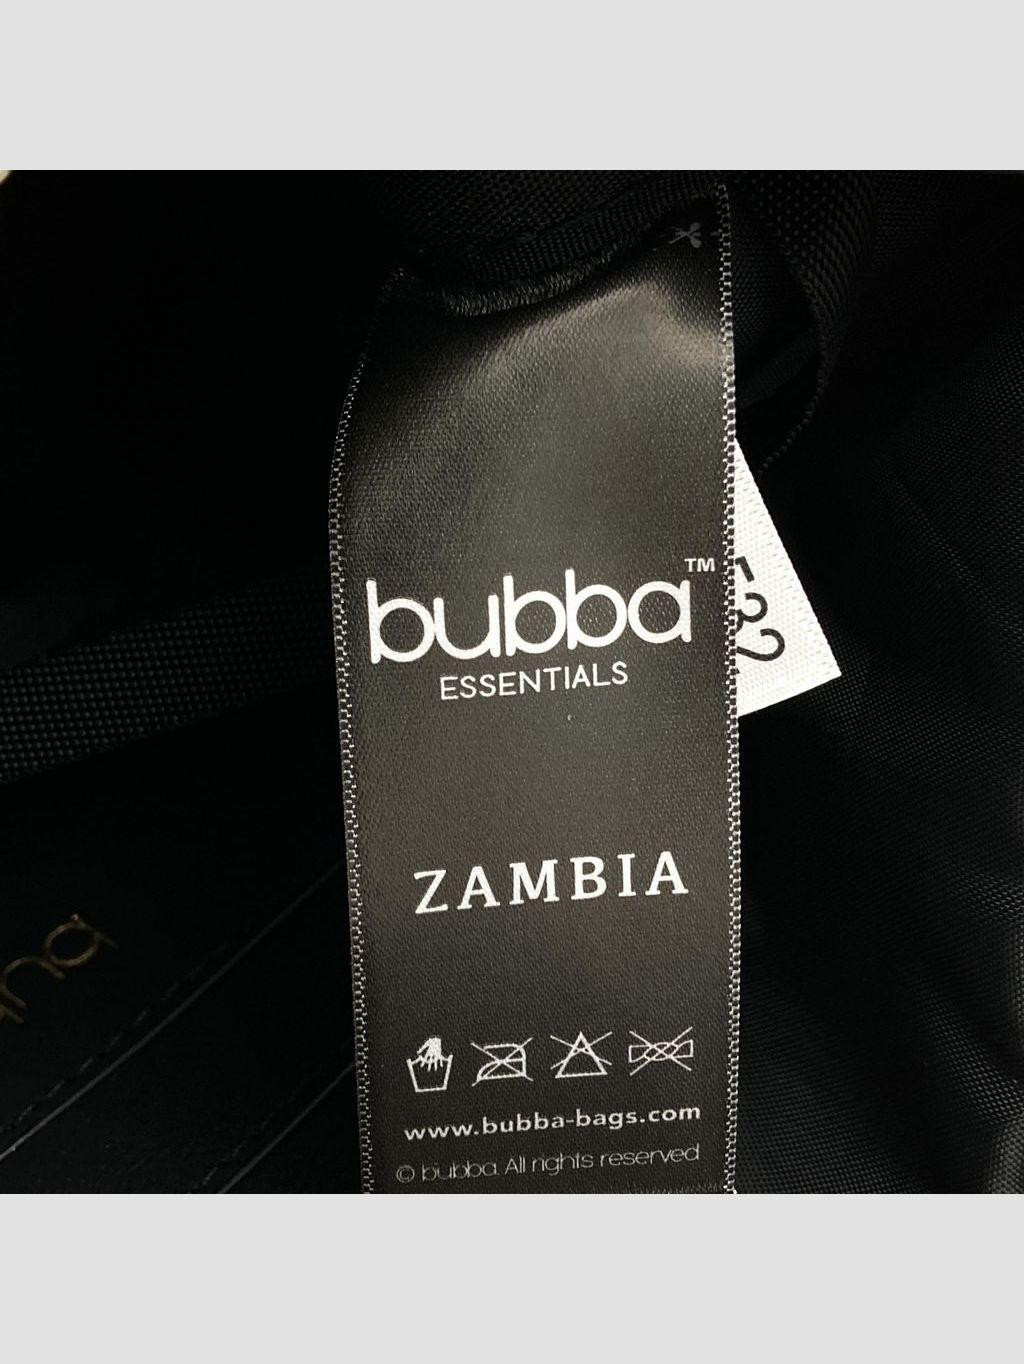 bubba™
ESSENTIALS
ZAMBIA
www.bubba-bags.com
© bubba. All rights reserved